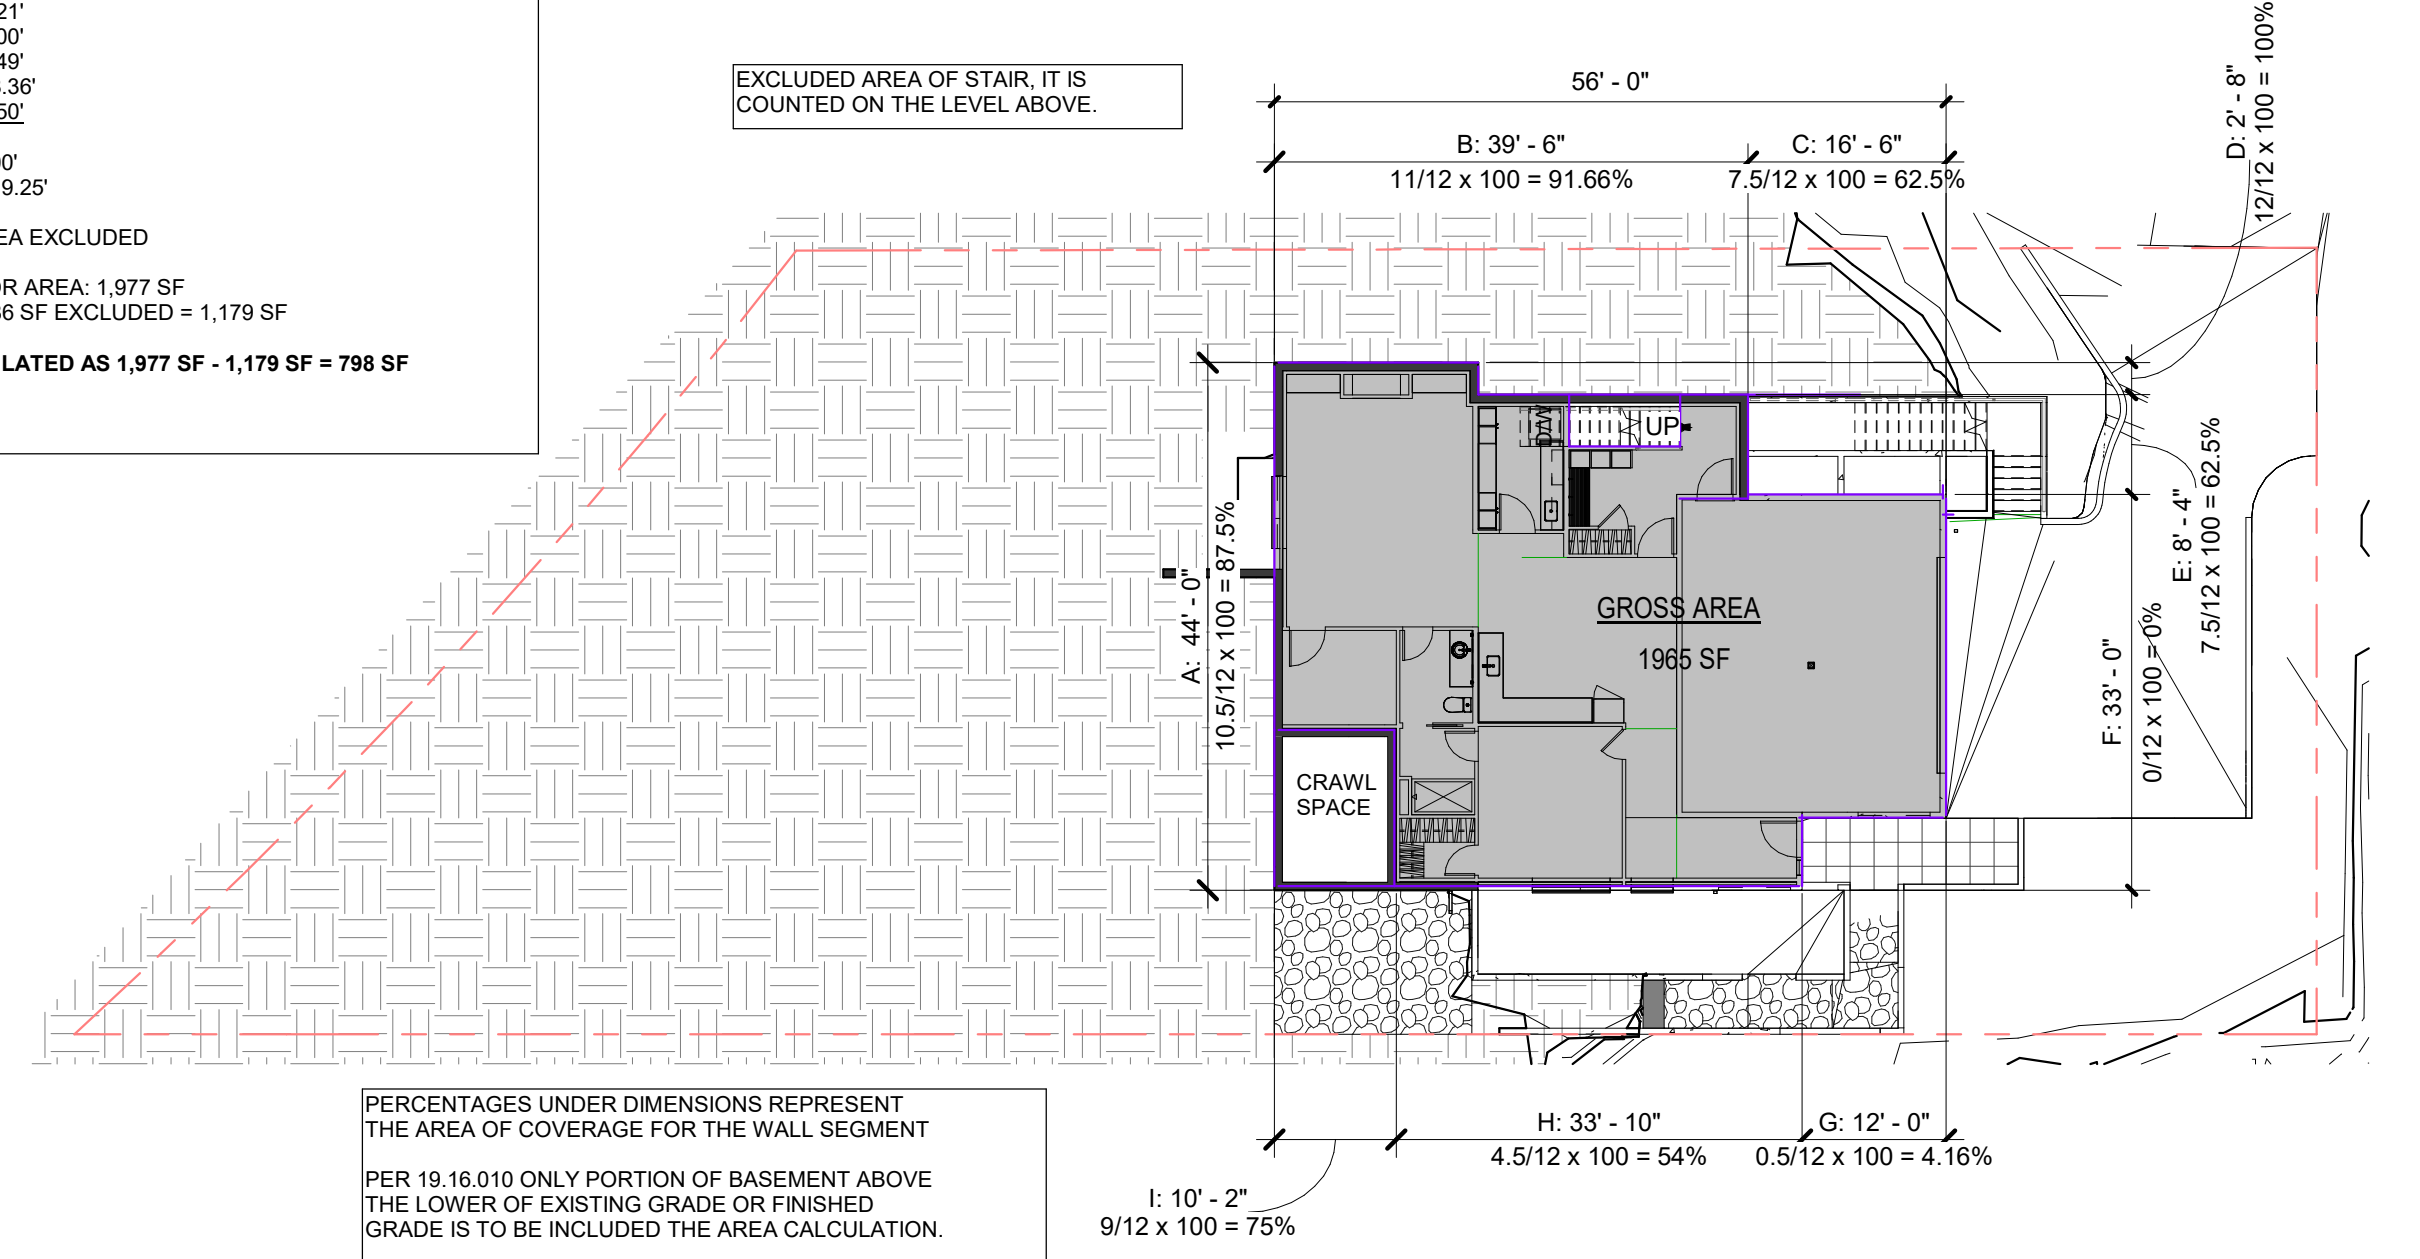 21'
00'
49'
.36'
50'
00'
9.25'
EA EXCLUDED
OR AREA: 1,977 SF
36 SF EXCLUDED = 1,179 SF
LATED AS 1,977 SF - 1,179 SF = 798 SF
EXCLUDED AREA OF STAIR, IT IS
COUNTED ON THE LEVEL ABOVE.
56' - 0"
B: 39' - 6"
11/12 x 100 = 91.66%
C: 16' - 6"
7.5/12 x 100 = 62.5%
D: 2' - 8"
12/12 x 100 = 100%
E: 8' - 4"
7.5/12 x 100 = 62.5%
F: 33' - 0"
0/12 x 100 = 0%
A: 44' - 0"
10.5/12 x 100 = 87.5%
W/D
UP
GROSS AREA
1965 SF
CRAWL
SPACE
H: 33' - 10"
4.5/12 x 100 = 54%
G: 12' - 0"
0.5/12 x 100 = 4.16%
I: 10' - 2"
9/12 x 100 = 75%
PERCENTAGES UNDER DIMENSIONS REPRESENT
THE AREA OF COVERAGE FOR THE WALL SEGMENT
PER 19.16.010 ONLY PORTION OF BASEMENT ABOVE
THE LOWER OF EXISTING GRADE OR FINISHED
GRADE IS TO BE INCLUDED THE AREA CALCULATION.